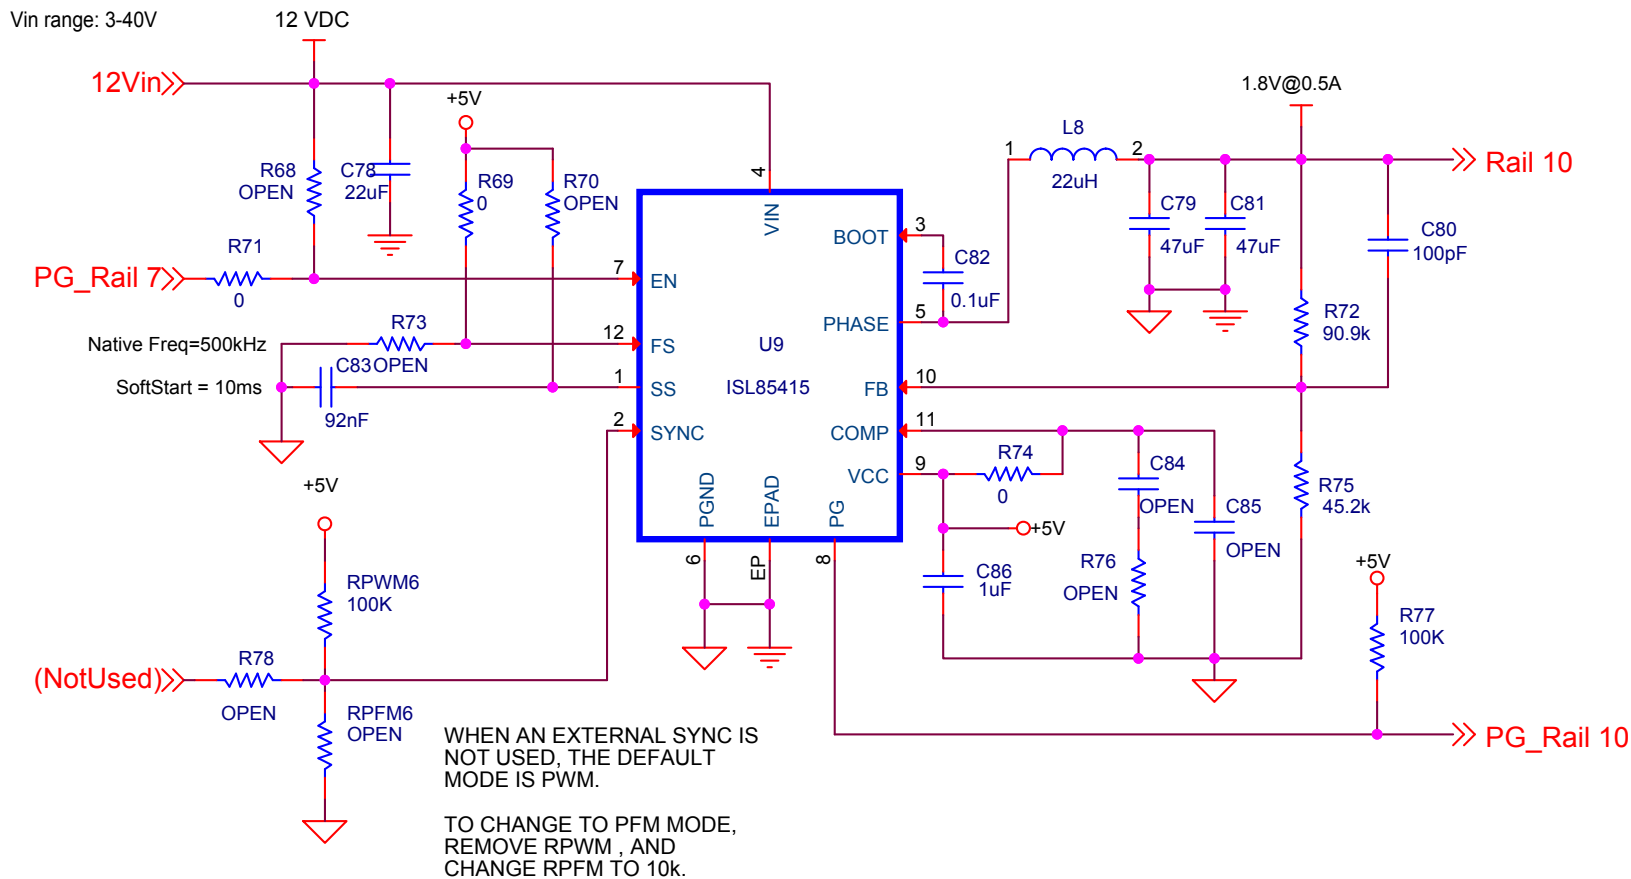 Vin range: 3-40V
12 VDC
12Vin
+5V
1.8V@0.5A
L8
1
2
22uH
Rail 10
R68
OPEN
C78
22uF
R69
0
R70
OPEN
4
VIN
BOOT
3
C82
0.1uF
C79
47uF
C81
47uF
C80
100pF
R71
0
PG_Rail 7
7
EN
PHASE
5
R72
90.9k
Native Freq=500kHz
R73
OPEN
12
FS
U9
ISL85415
SoftStart = 10ms
C83
92nF
1
SS
FB
10
2
SYNC
COMP
11
VCC
9
R74
0
C84
OPEN
C85
OPEN
R75
45.2k
+5V
PGND
EPAD
PG
6
EP
8
+5V
C86
1uF
R76
OPEN
+5V
R77
100K
RPWM6
100K
(NotUsed)
R78
OPEN
RPFM6
OPEN
PG_Rail 10
WHEN AN EXTERNAL SYNC IS
NOT USED, THE DEFAULT
MODE IS PWM.
TO CHANGE TO PFM MODE,
REMOVE RPWM , AND
CHANGE RPFM TO 10k.